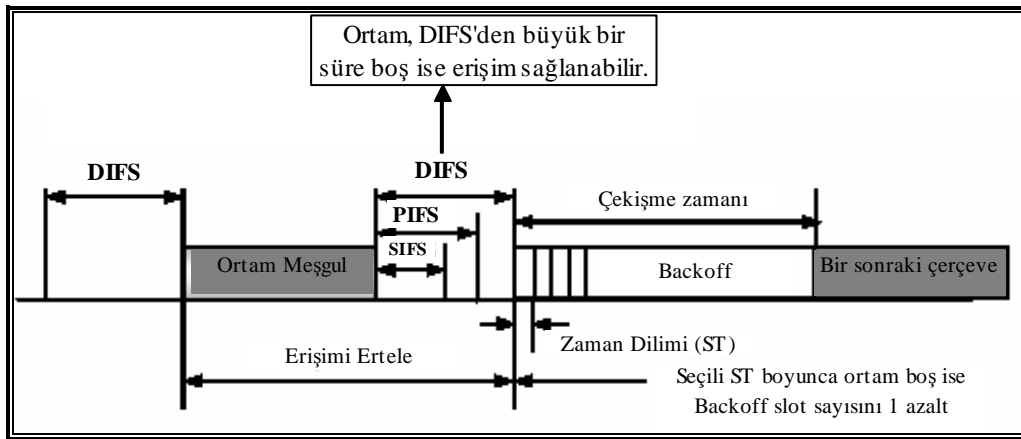 Ortam, DIFS'den büyük bir
süre boş ise erişim sağlanabilir.
DIFS
DIFS
Çekişme zamanı
PIFS
SIFS
Ortam Meşgul
Backoff
Bir sonraki çerçeve
Zaman Dilimi (ST)
Erişimi Ertele
Seçili ST boyunca ortam boş ise
Backoff slot sayısını 1 azalt